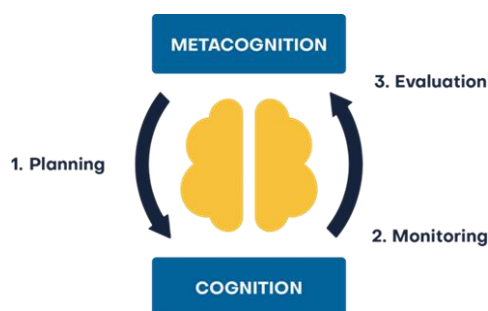 METACOGNITION
3. Evaluation
1. Planning
2. Monitoring
COGNITION